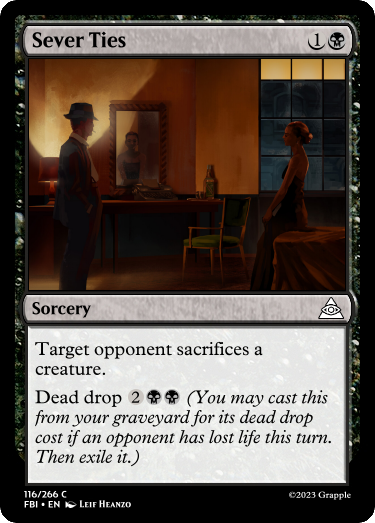 Sever Ties 1
Sorcery
Target opponent sacrifices a
creature.
Dead drop 2 (You may cast this
from your graveyard for its dead drop
cost if an opponent has lost life this turn.
Then exile it.)
116/266 C
FBI • EN Leif Heanzo
©2023 Grapple